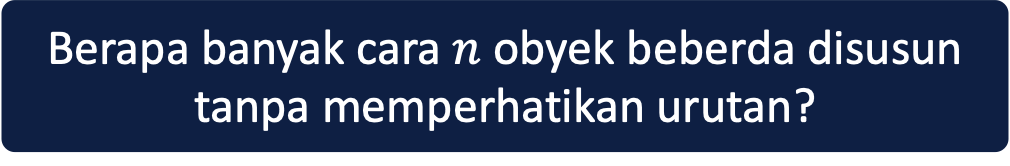 Berapa banyak cara n obyek beberda disusun
tanpa memperhatikan urutan?